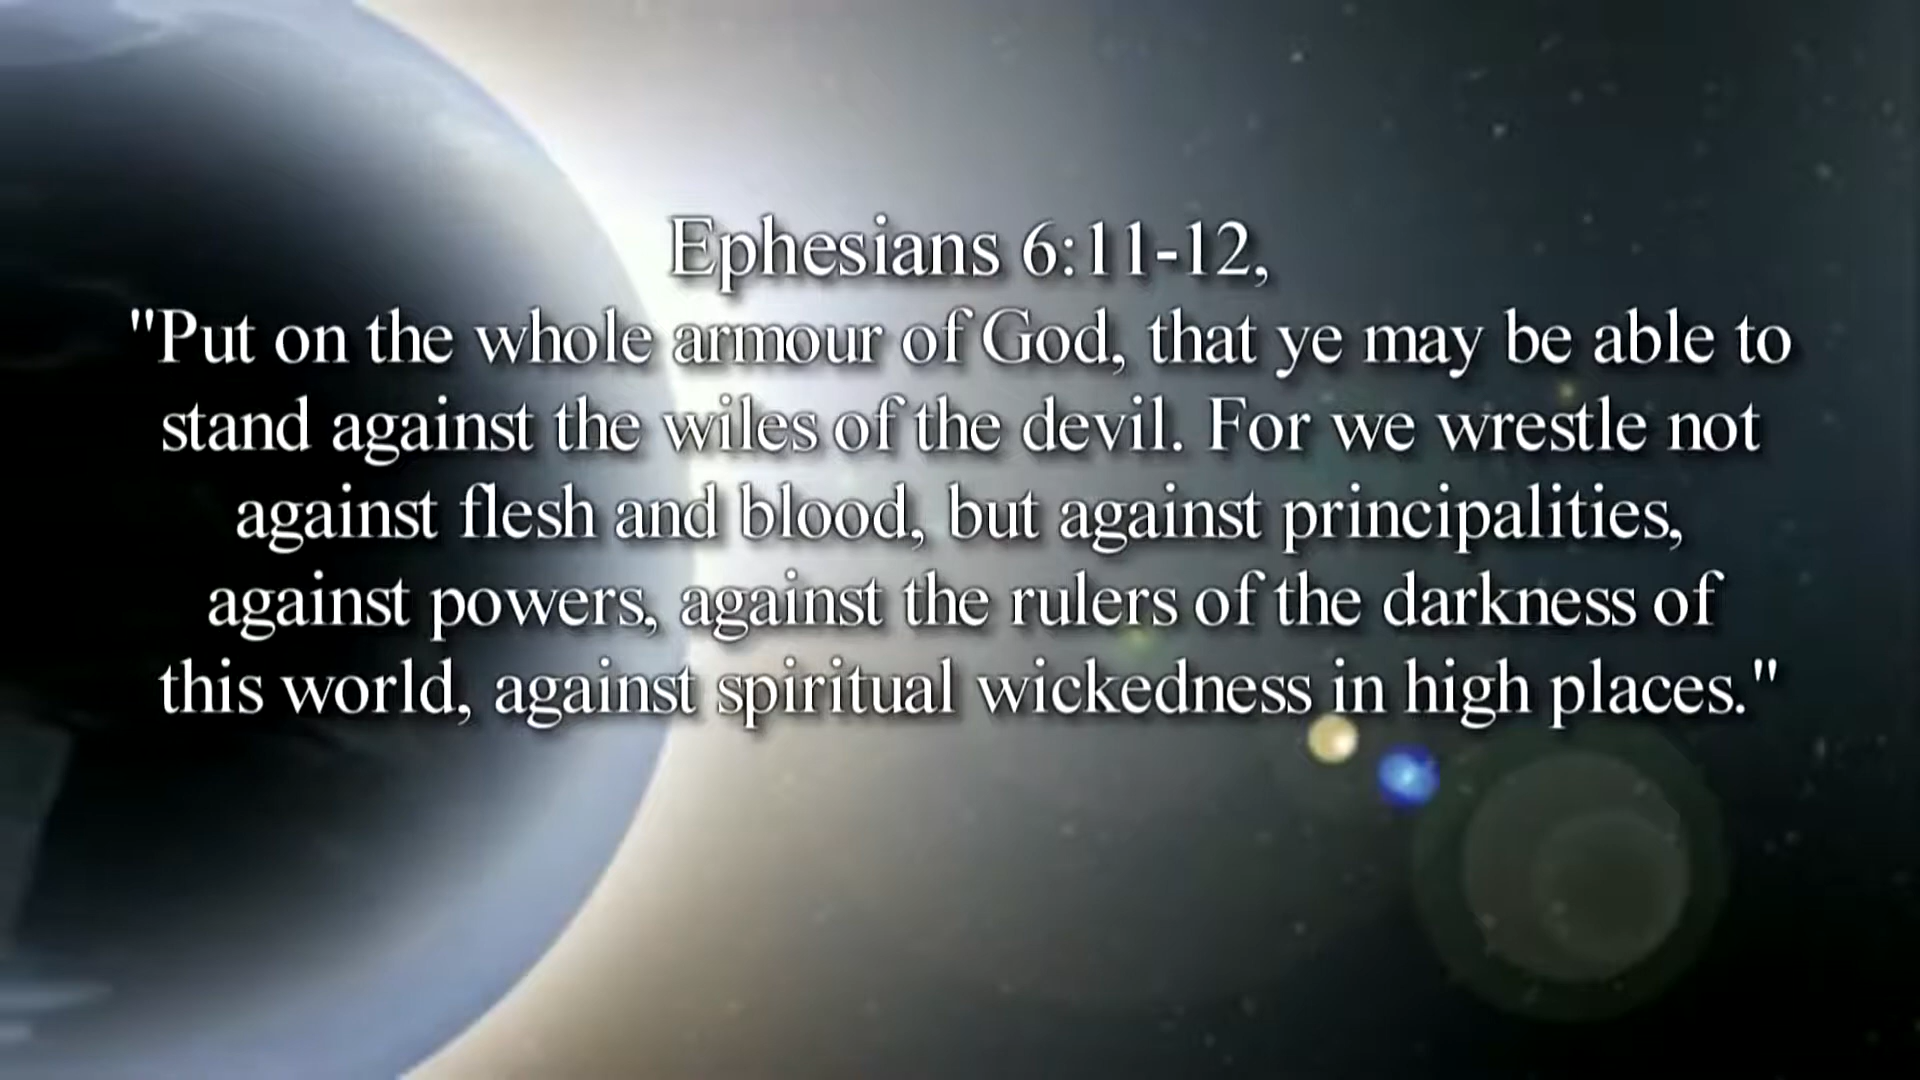 Ephesians 6:11-12,
"Put on the whole armour of God, that ye may be able to
stand against the wiles of the devil. For we wrestle not
against flesh and blood, but against principalities,
against powers, against the rulers of the darkness of
this world, against spiritual wickedness in high places."